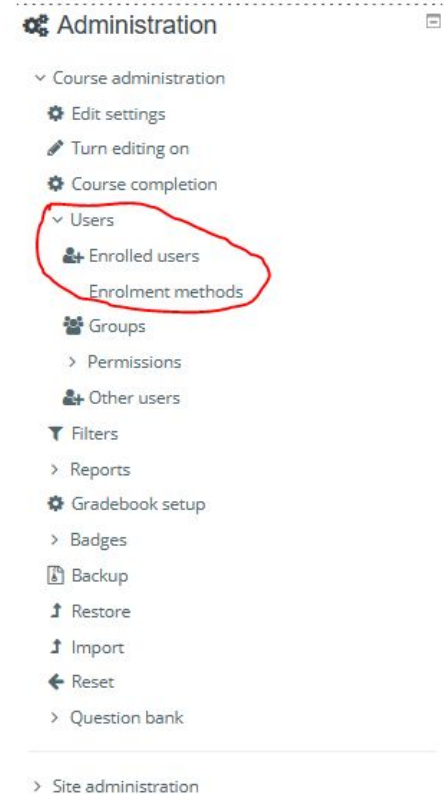 Administration
Course administration
Edit settings
Turn editing on
Course completion
Users
Enrolled users
Enrolment methods
Groups
Permissions
Other users
Filters
Reports
Gradebook setup
Badges
Backup
Restore
Import
Reset
Question bank
Site administration